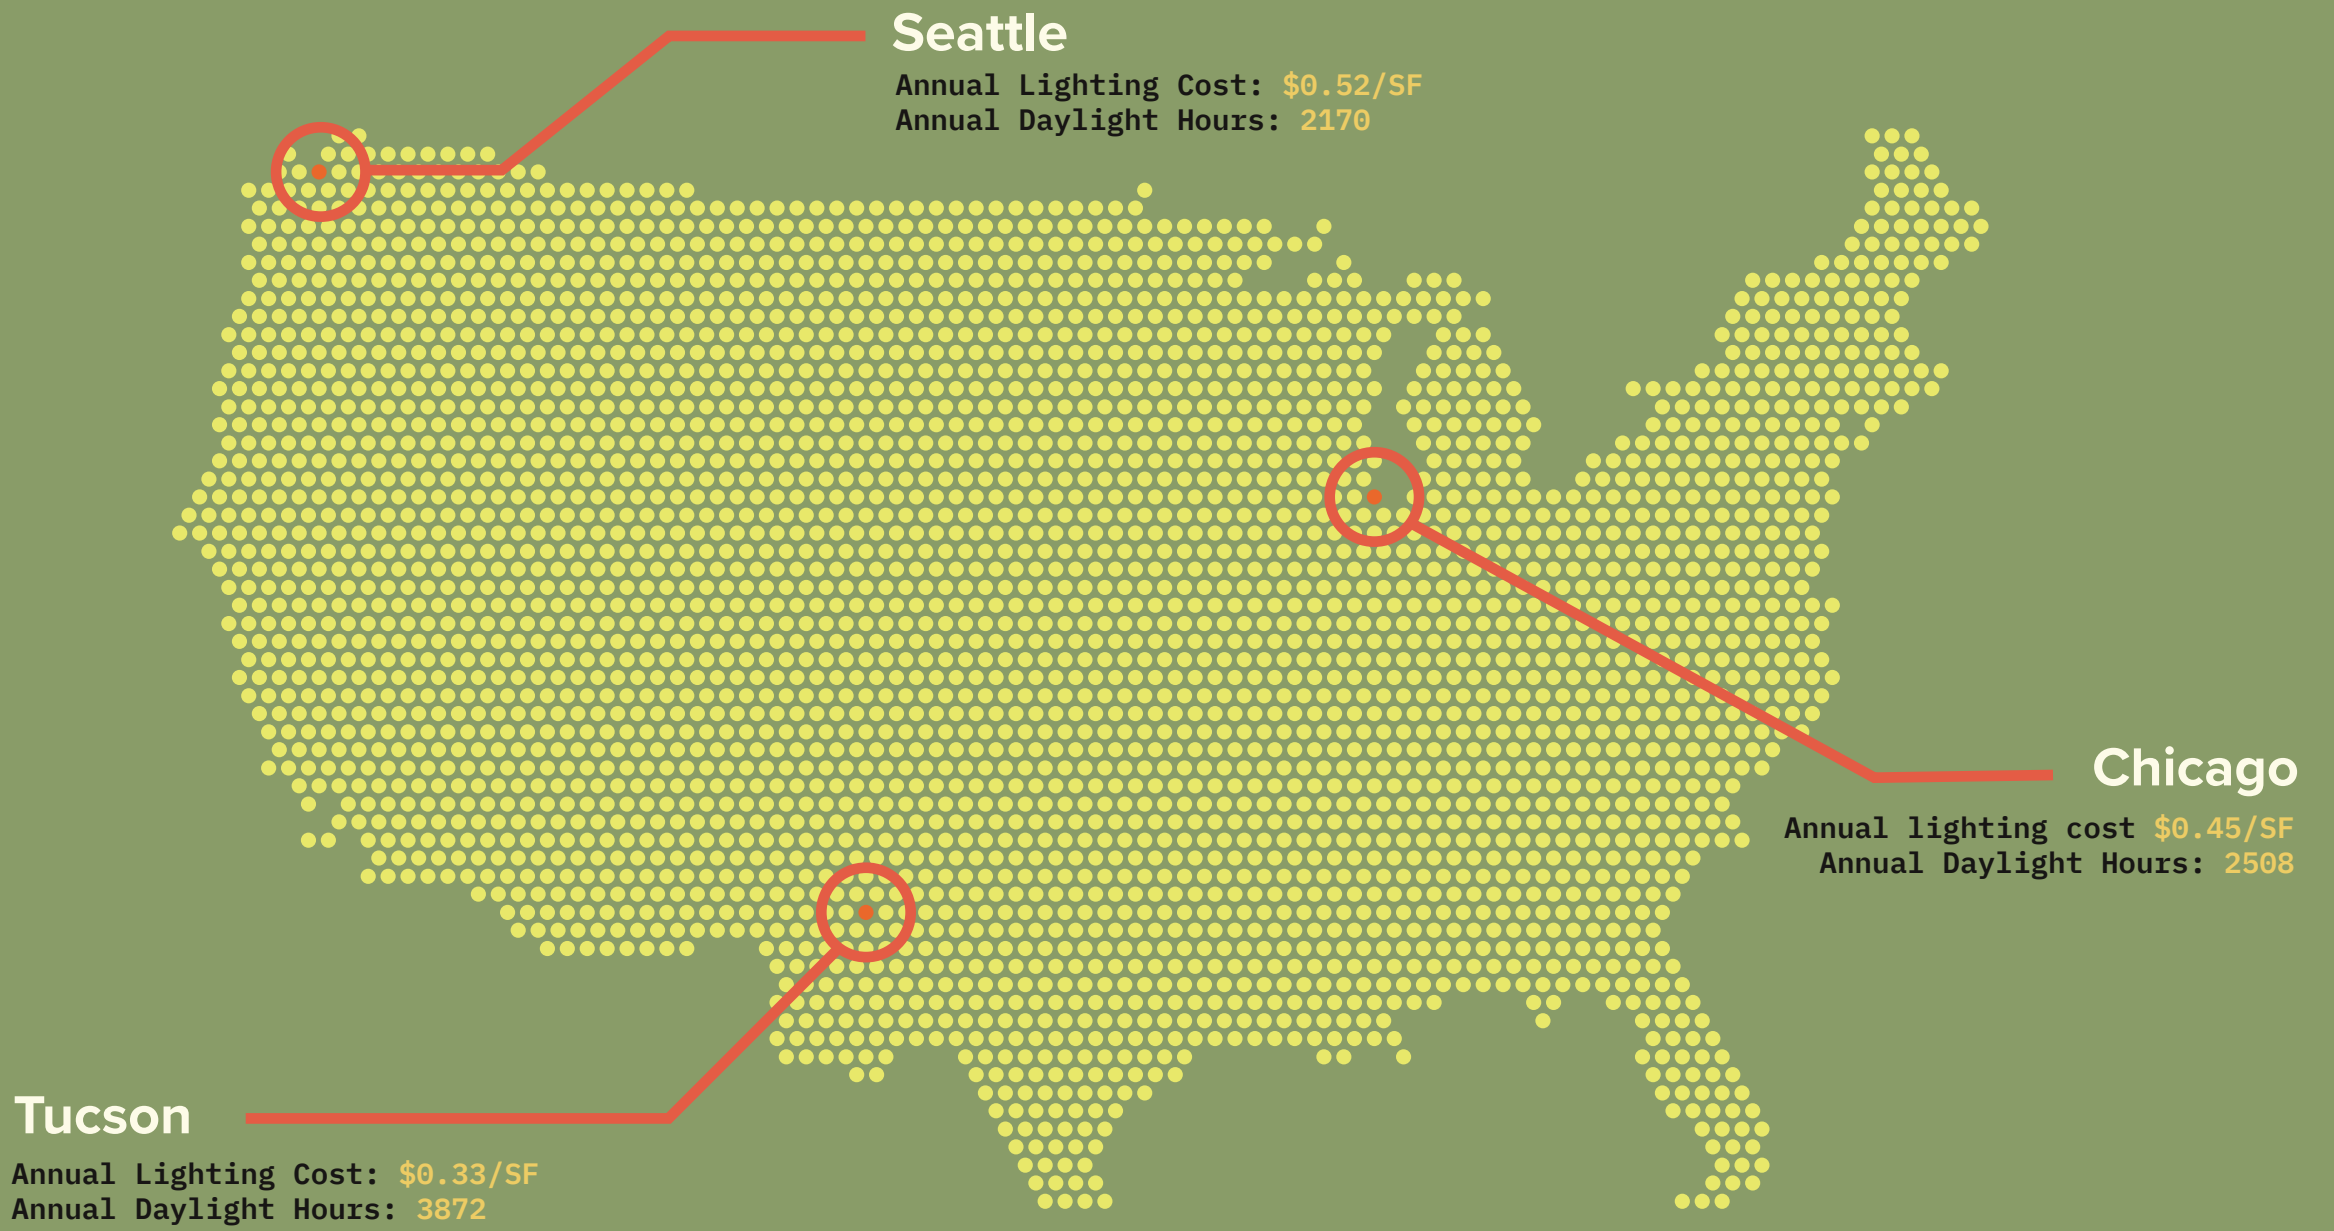 Seattle
Annual Lighting Cost: $0.52/SF
Annual Daylight Hours: 2170
Chicago
Annual lighting cost $0.45/SF
Annual Daylight Hours: 2508
Tucson
Annual Lighting Cost: $0.33/SF
Annual Daylight Hours: 3872